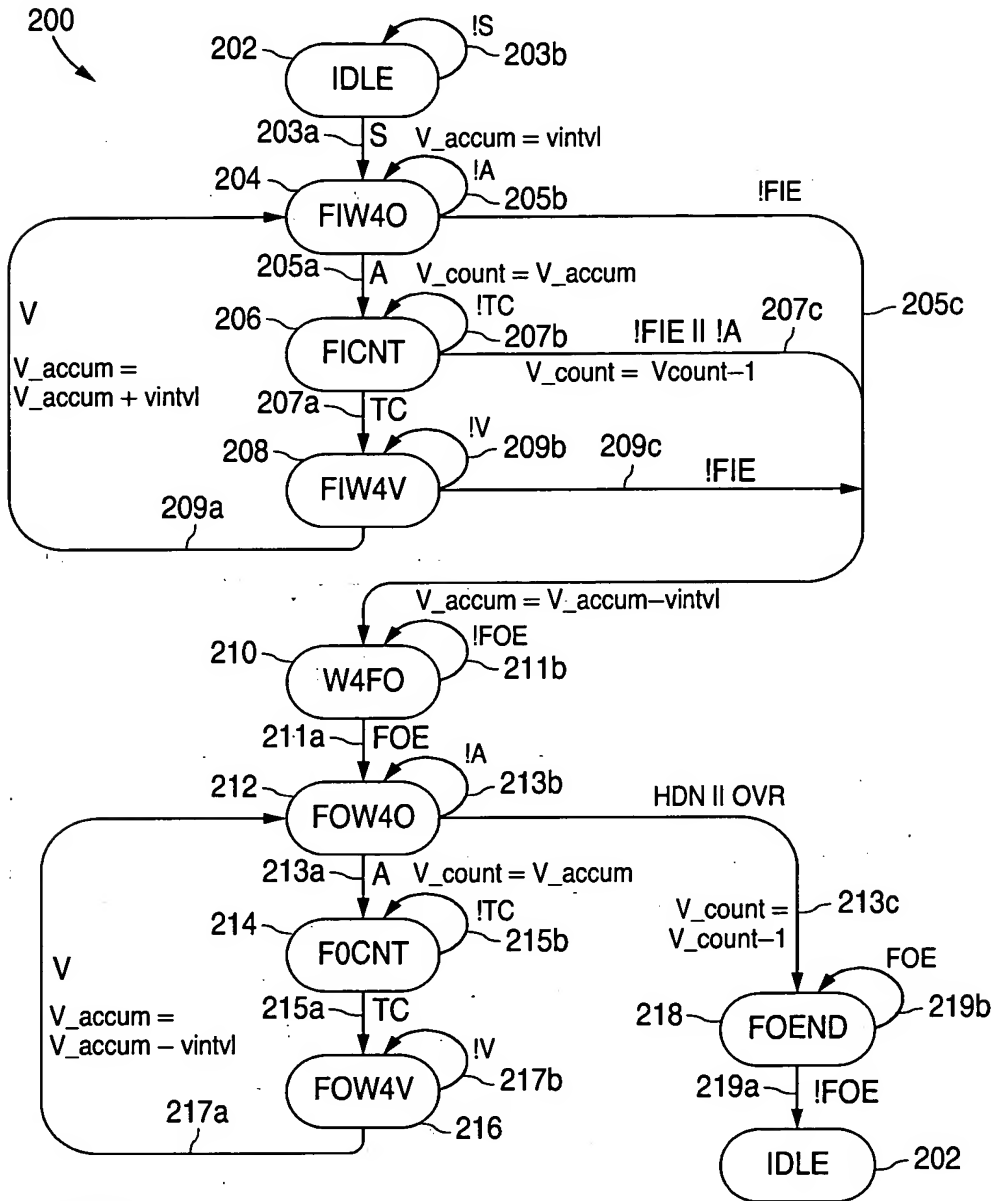 200
202
IDLE
!S
203b
203a
S
V_accum = vintvl
204
FIW4O
!A
205b
!FIE
205a
A
V_count = V_accum
205c
V
V_accum =
V_accum + vintvl
206
FICNT
!TC
207b
!FIE II !A
207c
V_count = Vcount–1
207a
TC
208
FIW4V
!V
209b
209c
!FIE
209a
V_accum = V_accum–vintvl
210
W4FO
!FOE
211b
211a
FOE
212
FOW4O
!A
213b
HDN II OVR
213a
A
V_count = V_accum
213c
V_count =
V_count–1
V
V_accum =
V_accum – vintvl
214
F0CNT
!TC
215b
215a
TC
FOW4V
!V
217b
216
217a
218
FOEND
FOE
219b
219a
!FOE
IDLE
202